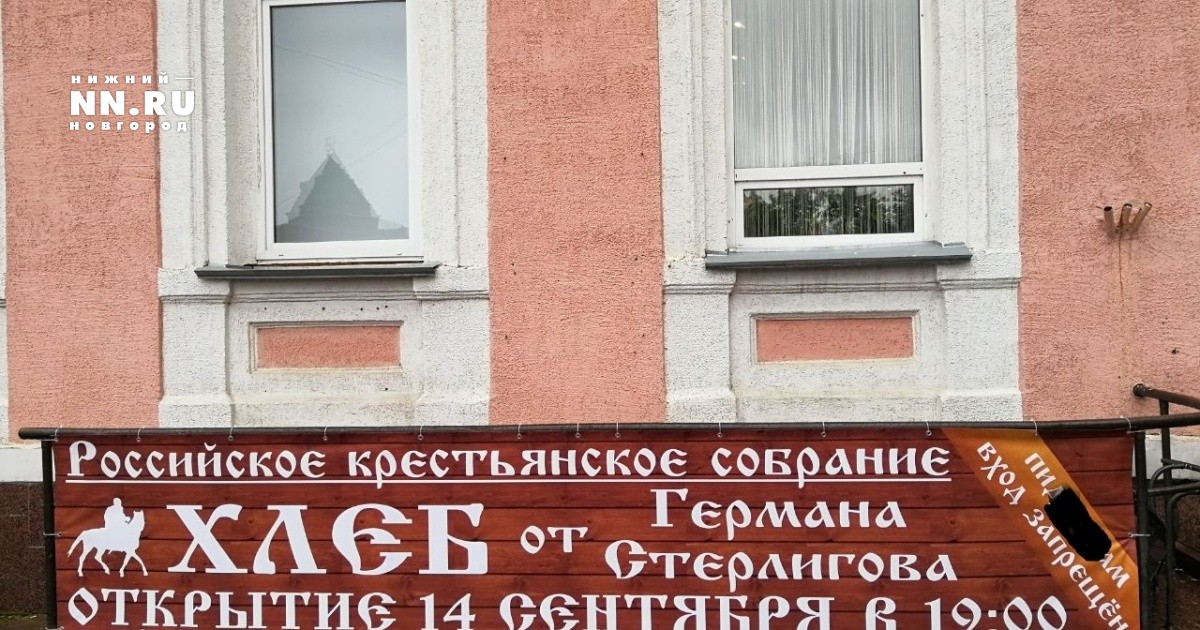 нижний
NN.RU
новгород
Российское крестьянское собрание
ХЛЕБ от Германа Стерлигова
ОТКРЫТИЕ 14 СЕНТЯБРЯ В 19:00
ВХОД ЗАПРЕЩЁН